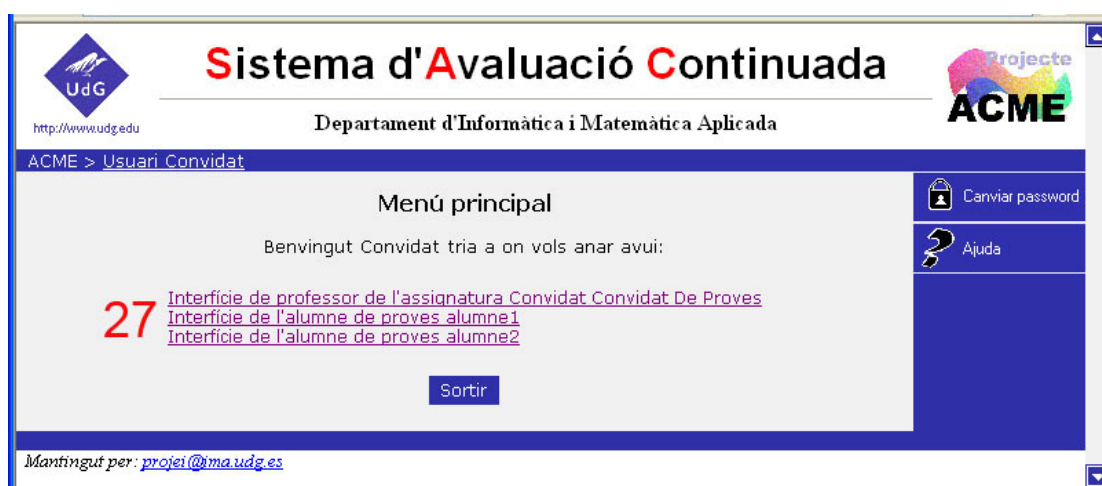 Sistema d'Avaluació Continuada
UdG
http://www.udg.edu
Departament d'Informàtica i Matemàtica Aplicada
Projecte
ACME
ACME > Usuari Convidat
Menú principal
Canviar password
Benvingut Convidat tria a on vols anar avui:
Ajuda
27
Interfície de professor de l'assignatura Convidat Convidat De Proves
Interfície de l'alumne de proves alumne1
Interfície de l'alumne de proves alumne2
Sortir
Mantingut per: projei@ima.udg.es